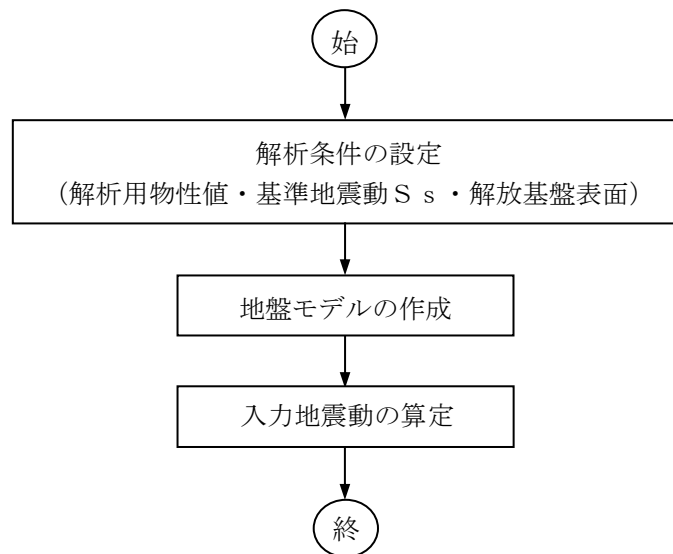 始
解析条件の設定
（解析用物性値・基準地震動Ｓｓ・解放基盤表面）
地盤モデルの作成
入力地震動の算定
終